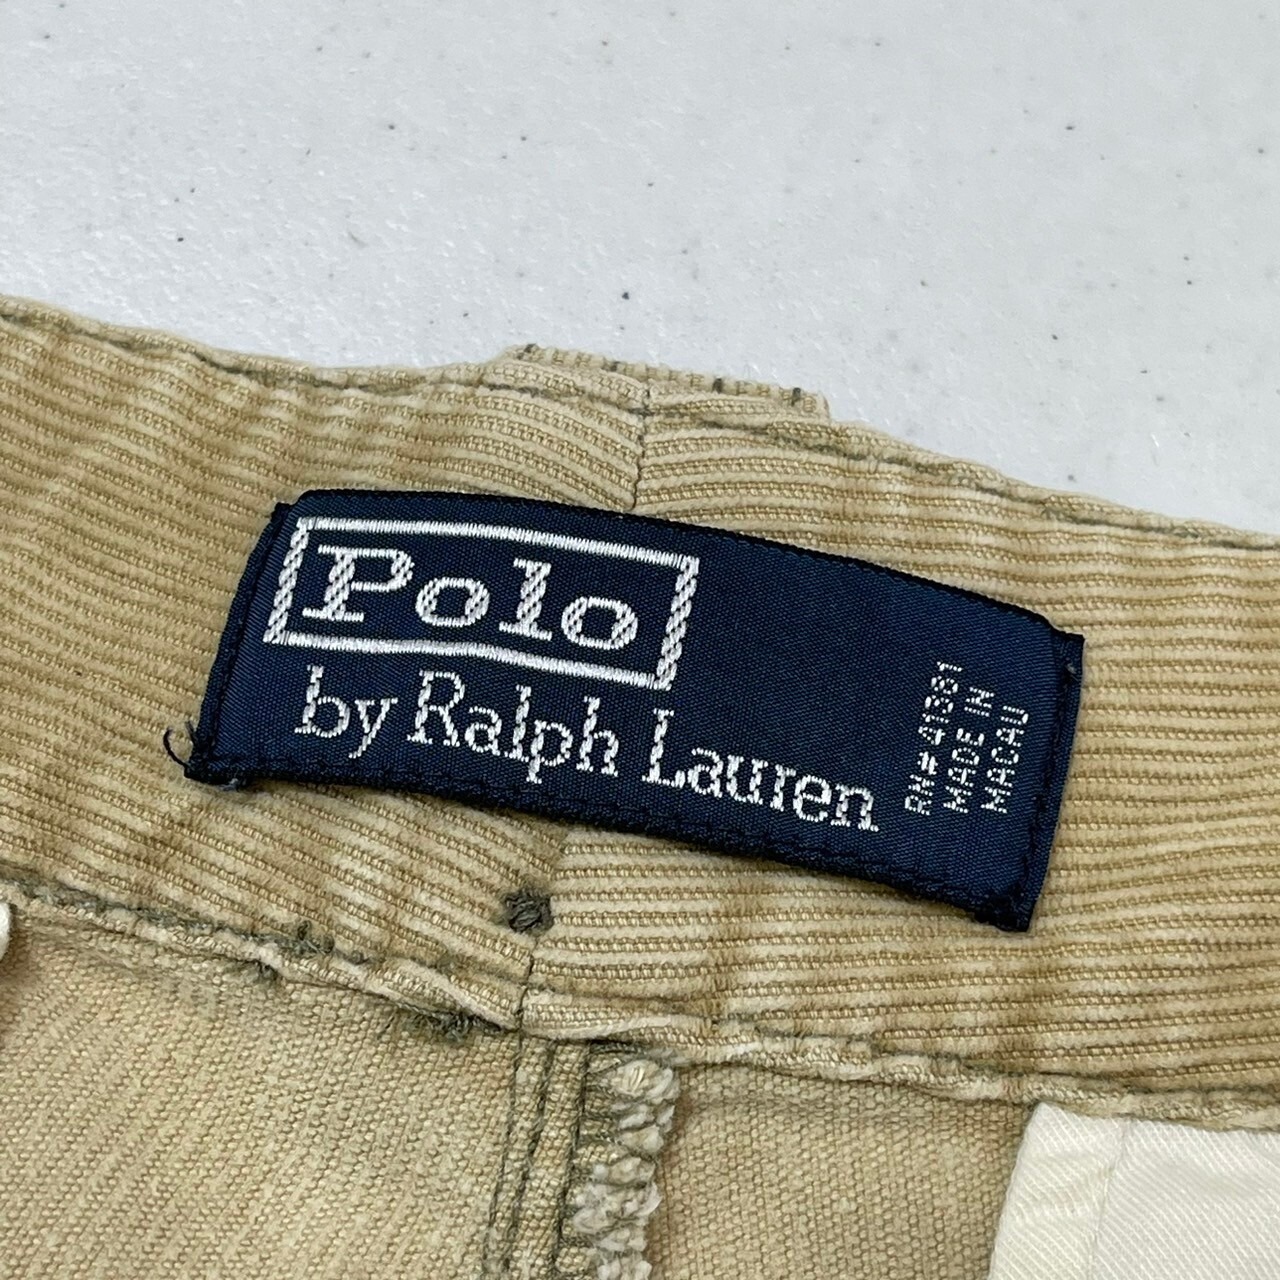 Polo
by Ralph Lauren
RN#41381
MADE IN
MACAU